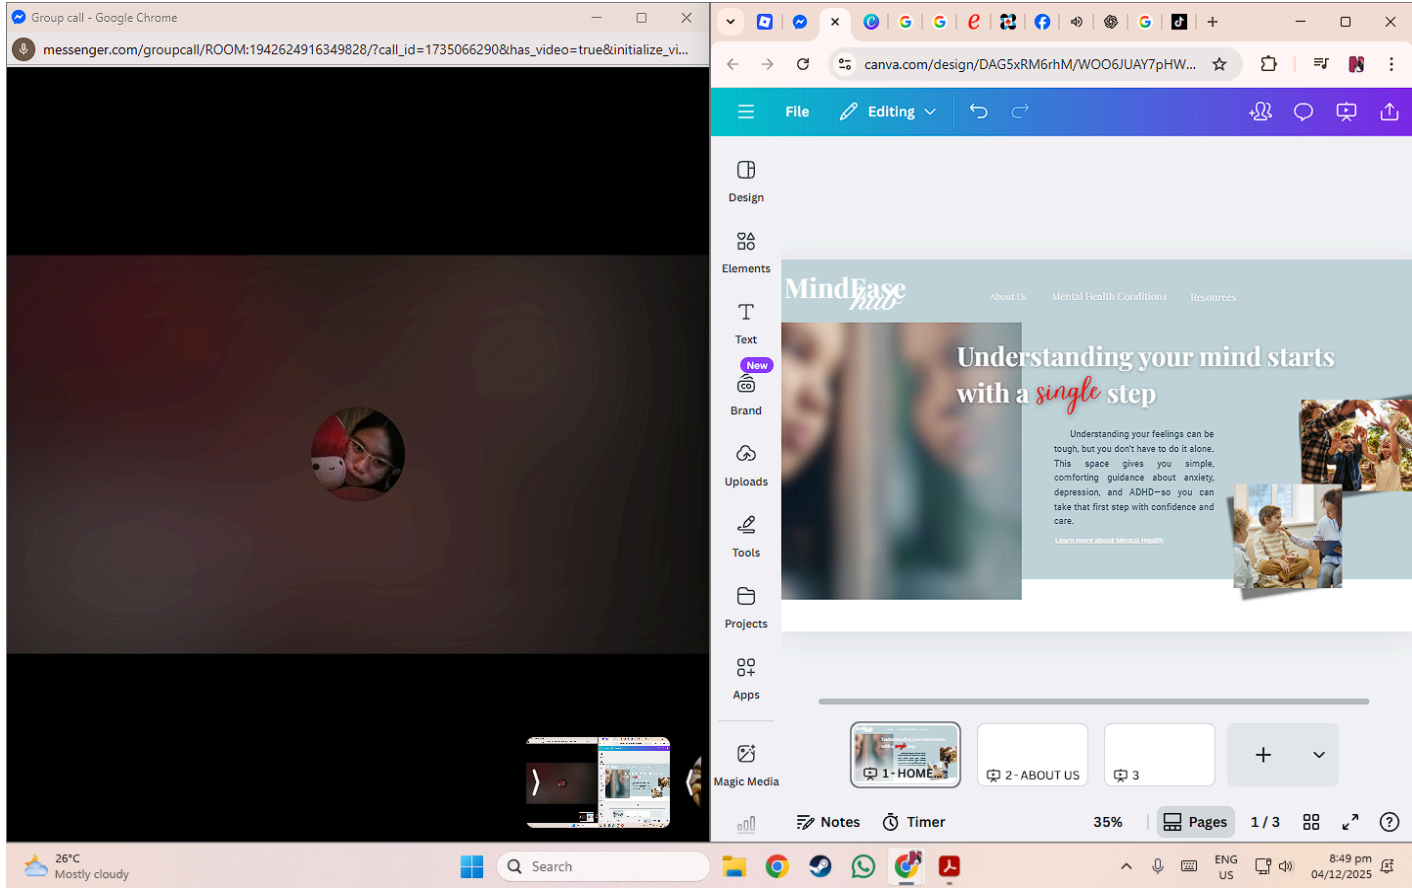 Group call - Google Chrome
messenger.com/groupcall/ROOM:1942624916349828/?call_id=1735066290&has_video=true&initialize_vi...
canva.com/design/DAG5xRM6rhM/WOO6JUAY7pHW...
File
Editing
Design
Elements
Text
New
Brand
Uploads
Tools
Projects
Apps
Magic Media
MindEase
hub
About Us
Mental Health Conditions
Resources
Understanding your mind starts
with a single step
Understanding your feelings can be
tough, but you don't have to do it alone.
This space gives you simple,
comforting guidance about anxiety,
depression, and ADHD—so you can
take that first step with confidence and
care.
Learn more about Mental Health
1 - HOME
2 - ABOUT US
3
Notes
Timer
35%
Pages
1 / 3
26°C
Mostly cloudy
Search
ENG
US
8:49 pm
04/12/2025